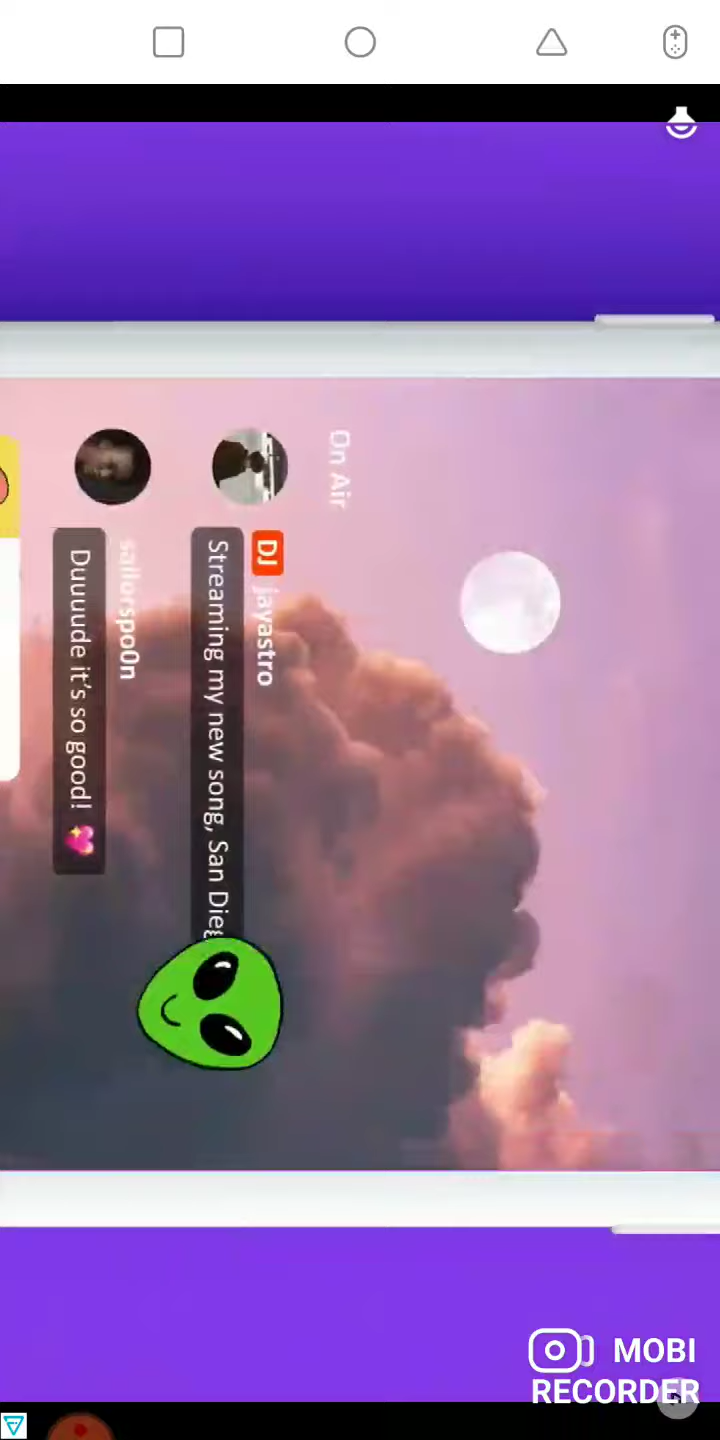 On Air
DJ jayastro
Streaming my new song, San Dieg
sailorspo0n
Duuuude it's so good! 💖
MOBI
RECORDER